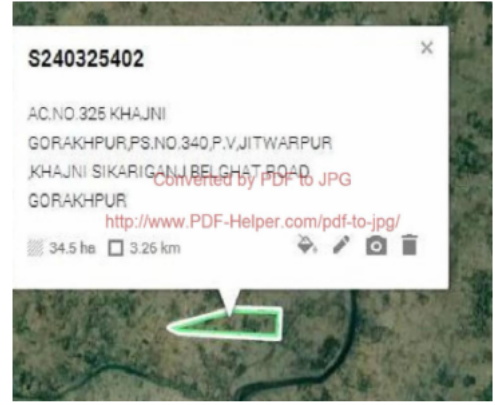 S240325402
AC.NO.325 KHAJNI
GORAKHPUR,PS.NO.340,P.V,JITWARPUR
,KHAJNI SIKARIGANJ BELGHAT ROAD
GORAKHPUR
Converted by PDF to JPG
http://www.PDF-Helper.com/pdf-to-jpg/
34.5 ha 3.26 km